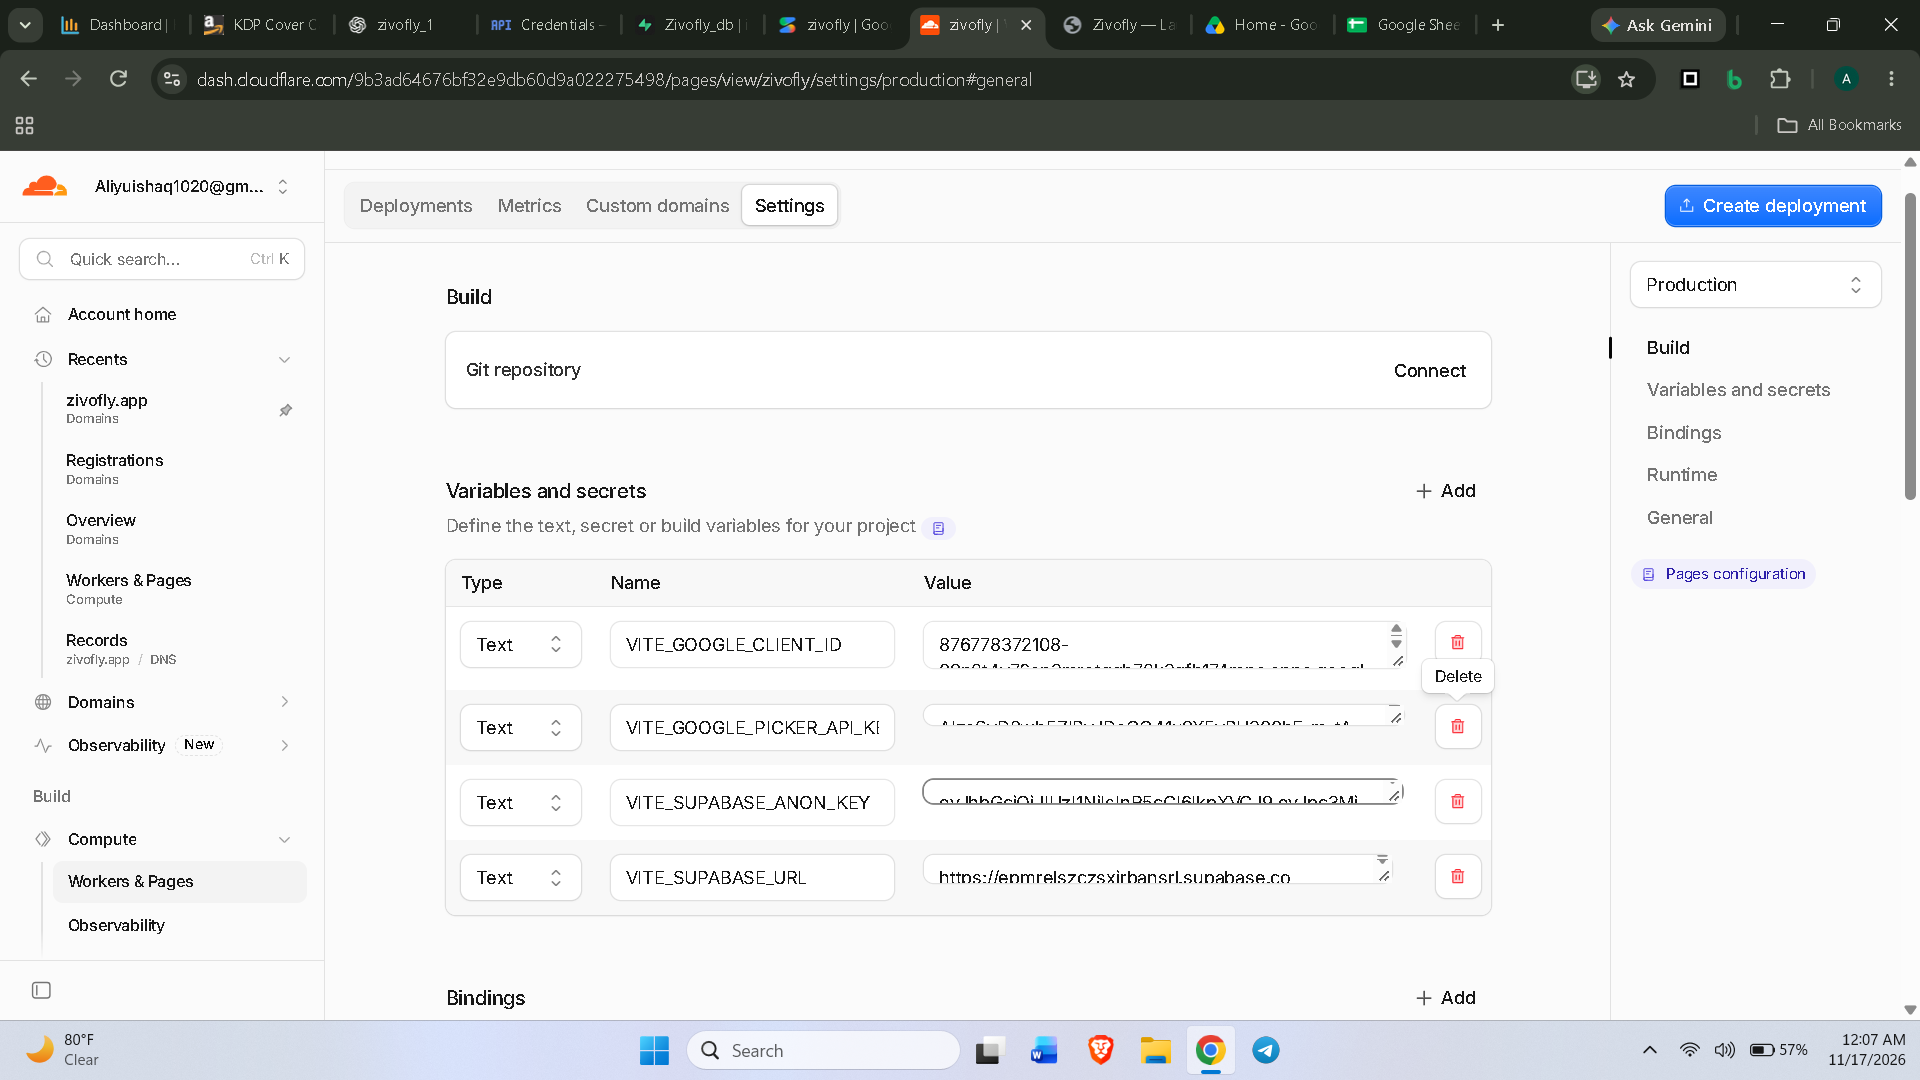 Dashboard
KDP Cover C
zivofly_1
API Credentials –
Zivofly_db | i
zivofly | Goo
zivofly |
Zivofly — La
Home - Goo
Google Shee
Ask Gemini
dash.cloudflare.com/9b3ad64676bf32e9db60d9a022275498/pages/view/zivofly/settings/production#general
A
All Bookmarks
Aliyuishaq1020@gm...
Quick search...
Ctrl K
Account home
Recents
zivofly.app
Domains
Registrations
Domains
Overview
Domains
Workers & Pages
Compute
Records
zivofly.app / DNS
Domains
Observability New
Build
Compute
Workers & Pages
Observability
Deployments
Metrics
Custom domains
Settings
Create deployment
Build
Git repository
Connect
Variables and secrets
Add
Define the text, secret or build variables for your project
Type Name Value
Text VITE_GOOGLE_CLIENT_ID 876778372108-
Delete
Text VITE_GOOGLE_PICKER_API_KE
Text VITE_SUPABASE_ANON_KEY
Text VITE_SUPABASE_URL https://epmrelszczsxirbansrl.supabase.co
Bindings
Add
Production
Build
Variables and secrets
Bindings
Runtime
General
Pages configuration
80°F
Clear
Search
57%
12:07 AM
11/17/2026